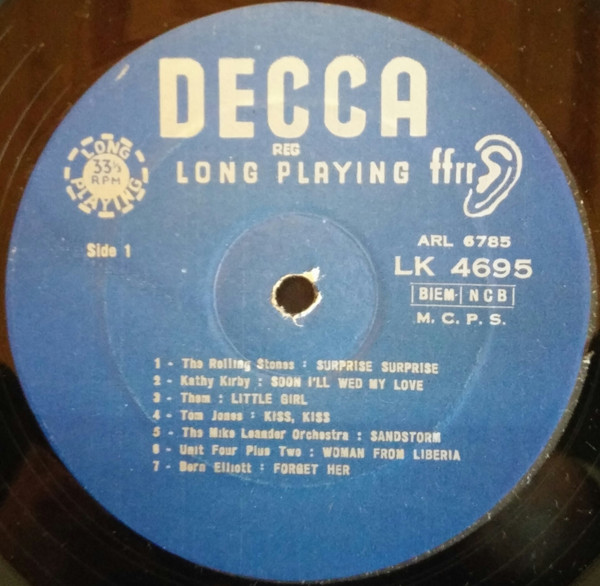 DECCA
REG
LONG PLAYING ffrr
LONG
33⅓
RPM
PLAYING
Side 1
ARL 6785
LK 4695
BIEM- NCB
M. C. P. S.
1 - The Rolling Stones : SURPRISE SURPRISE
2 - Kathy Kirby : SOON I'LL WED MY LOVE
3 - Them : LITTLE GIRL
4 - Tom Jones : KISS, KISS
5 - The Mike Leander Orchestra : SANDSTORM
6 - Unit Four Plus Two : WOMAN FROM LIBERIA
7 - Bern Elliott : FORGET HER